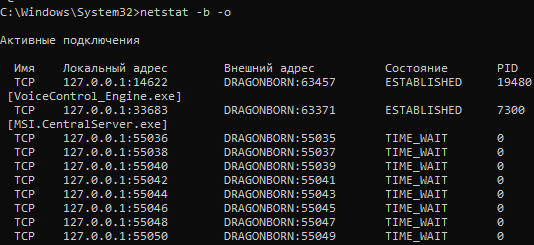 C:\Windows\System32>netstat -b -o
Активные подключения
Имя Локальный адрес Внешний адрес Состояние PID
TCP 127.0.0.1:14622 DRAGONBORN:63457 ESTABLISHED 19480
[VoiceControl_Engine.exe]
TCP 127.0.0.1:33683 DRAGONBORN:63371 ESTABLISHED 7300
[MSI.CentralServer.exe]
TCP 127.0.0.1:55036 DRAGONBORN:55035 TIME_WAIT 0
TCP 127.0.0.1:55038 DRAGONBORN:55037 TIME_WAIT 0
TCP 127.0.0.1:55040 DRAGONBORN:55039 TIME_WAIT 0
TCP 127.0.0.1:55042 DRAGONBORN:55041 TIME_WAIT 0
TCP 127.0.0.1:55044 DRAGONBORN:55043 TIME_WAIT 0
TCP 127.0.0.1:55046 DRAGONBORN:55045 TIME_WAIT 0
TCP 127.0.0.1:55048 DRAGONBORN:55047 TIME_WAIT 0
TCP 127.0.0.1:55050 DRAGONBORN:55049 TIME_WAIT 0